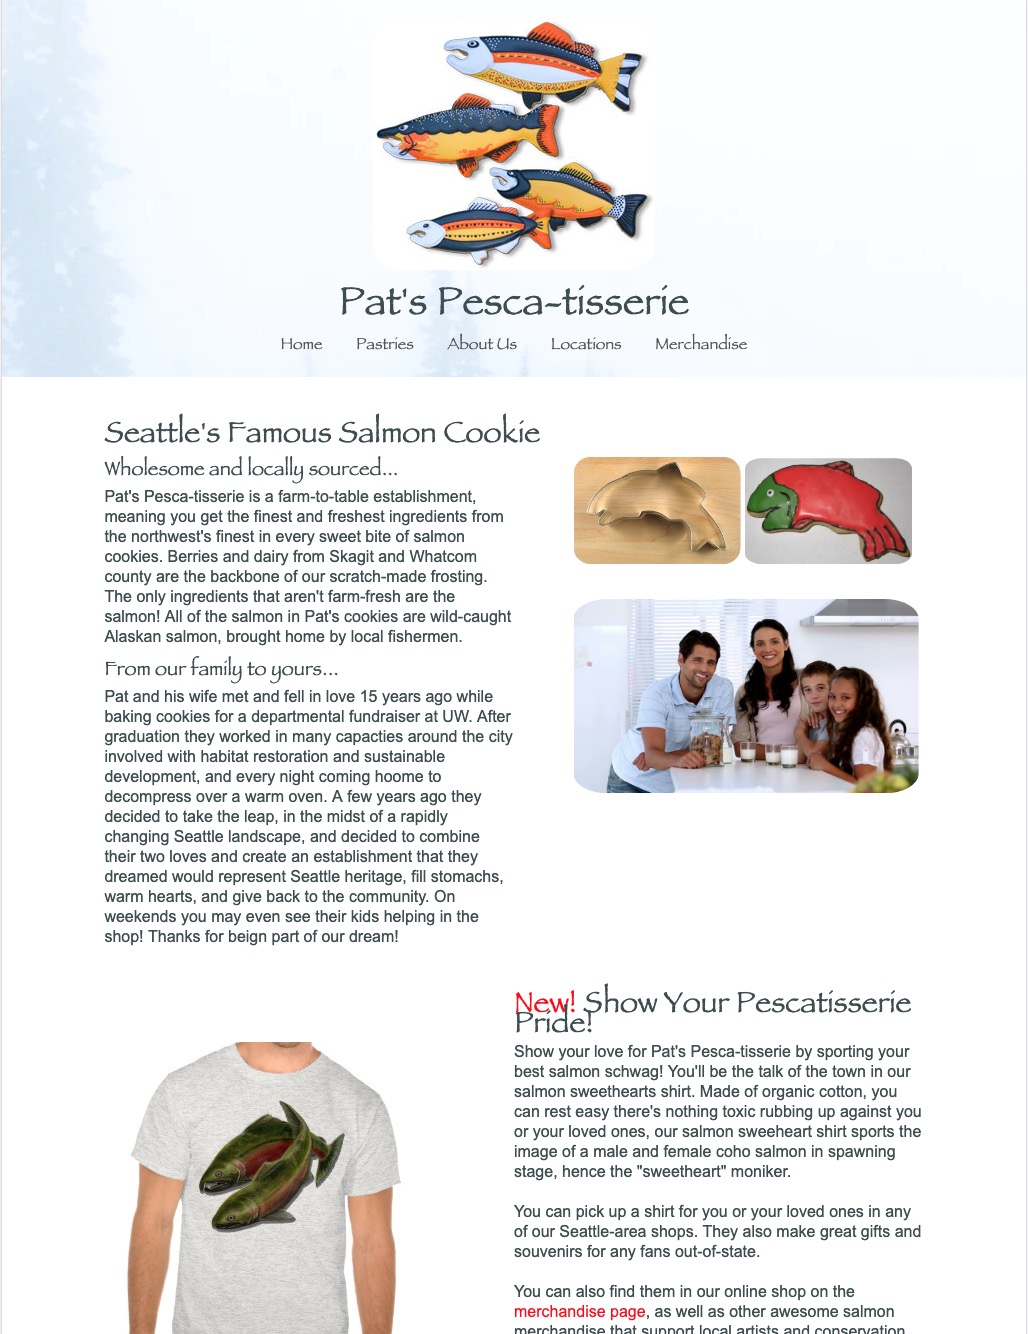 Pat's Pesca-tisserie
Home Pastries About Us Locations Merchandise
Seattle's Famous Salmon Cookie
Wholesome and locally sourced...
Pat's Pesca-tisserie is a farm-to-table establishment,
meaning you get the finest and freshest ingredients from
the northwest's finest in every sweet bite of salmon
cookies. Berries and dairy from Skagit and Whatcom
county are the backbone of our scratch-made frosting.
The only ingredients that aren't farm-fresh are the
salmon! All of the salmon in Pat's cookies are wild-caught
Alaskan salmon, brought home by local fishermen.
From our family to yours...
Pat and his wife met and fell in love 15 years ago while
baking cookies for a departmental fundraiser at UW. After
graduation they worked in many capacties around the city
involved with habitat restoration and sustainable
development, and every night coming hoome to
decompress over a warm oven. A few years ago they
decided to take the leap, in the midst of a rapidly
changing Seattle landscape, and decided to combine
their two loves and create an establishment that they
dreamed would represent Seattle heritage, fill stomachs,
warm hearts, and give back to the community. On
weekends you may even see their kids helping in the
shop! Thanks for beign part of our dream!
New! Show Your Pescatisserie
Pride!
Show your love for Pat's Pesca-tisserie by sporting your
best salmon schwag! You'll be the talk of the town in our
salmon sweethearts shirt. Made of organic cotton, you
can rest easy there's nothing toxic rubbing up against you
or your loved ones, our salmon sweeheart shirt sports the
image of a male and female coho salmon in spawning
stage, hence the "sweetheart" moniker.
You can pick up a shirt for you or your loved ones in any
of our Seattle-area shops. They also make great gifts and
souvenirs for any fans out-of-state.
You can also find them in our online shop on the
merchandise page, as well as other awesome salmon
merchandise that support local artists and conservation